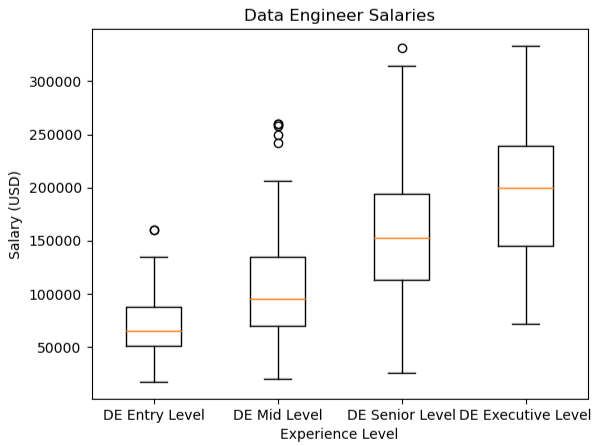 Data Engineer Salaries
300000
250000
200000
150000
100000
50000
Salary (USD)
DE Entry Level DE Mid Level DE Senior Level DE Executive Level
Experience Level